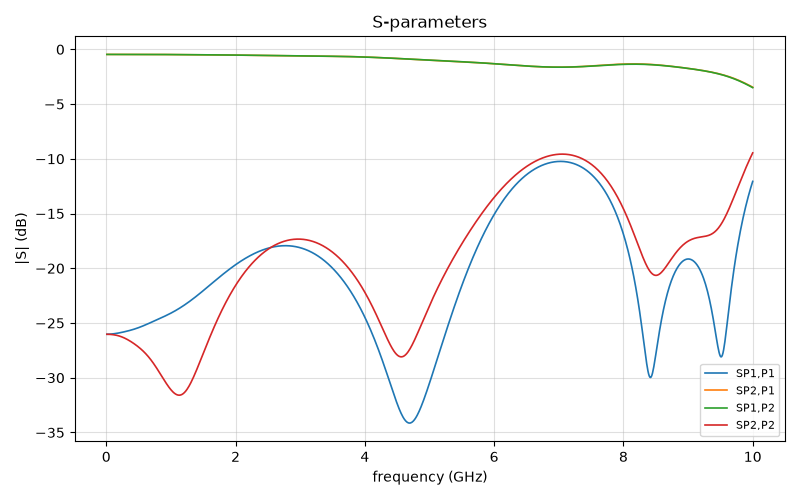 S-parameters
|S| (dB)
0
−5
−10
−15
−20
−25
−30
−35
0 2 4 6 8 10
frequency (GHz)
SP1,P1
SP2,P1
SP1,P2
SP2,P2